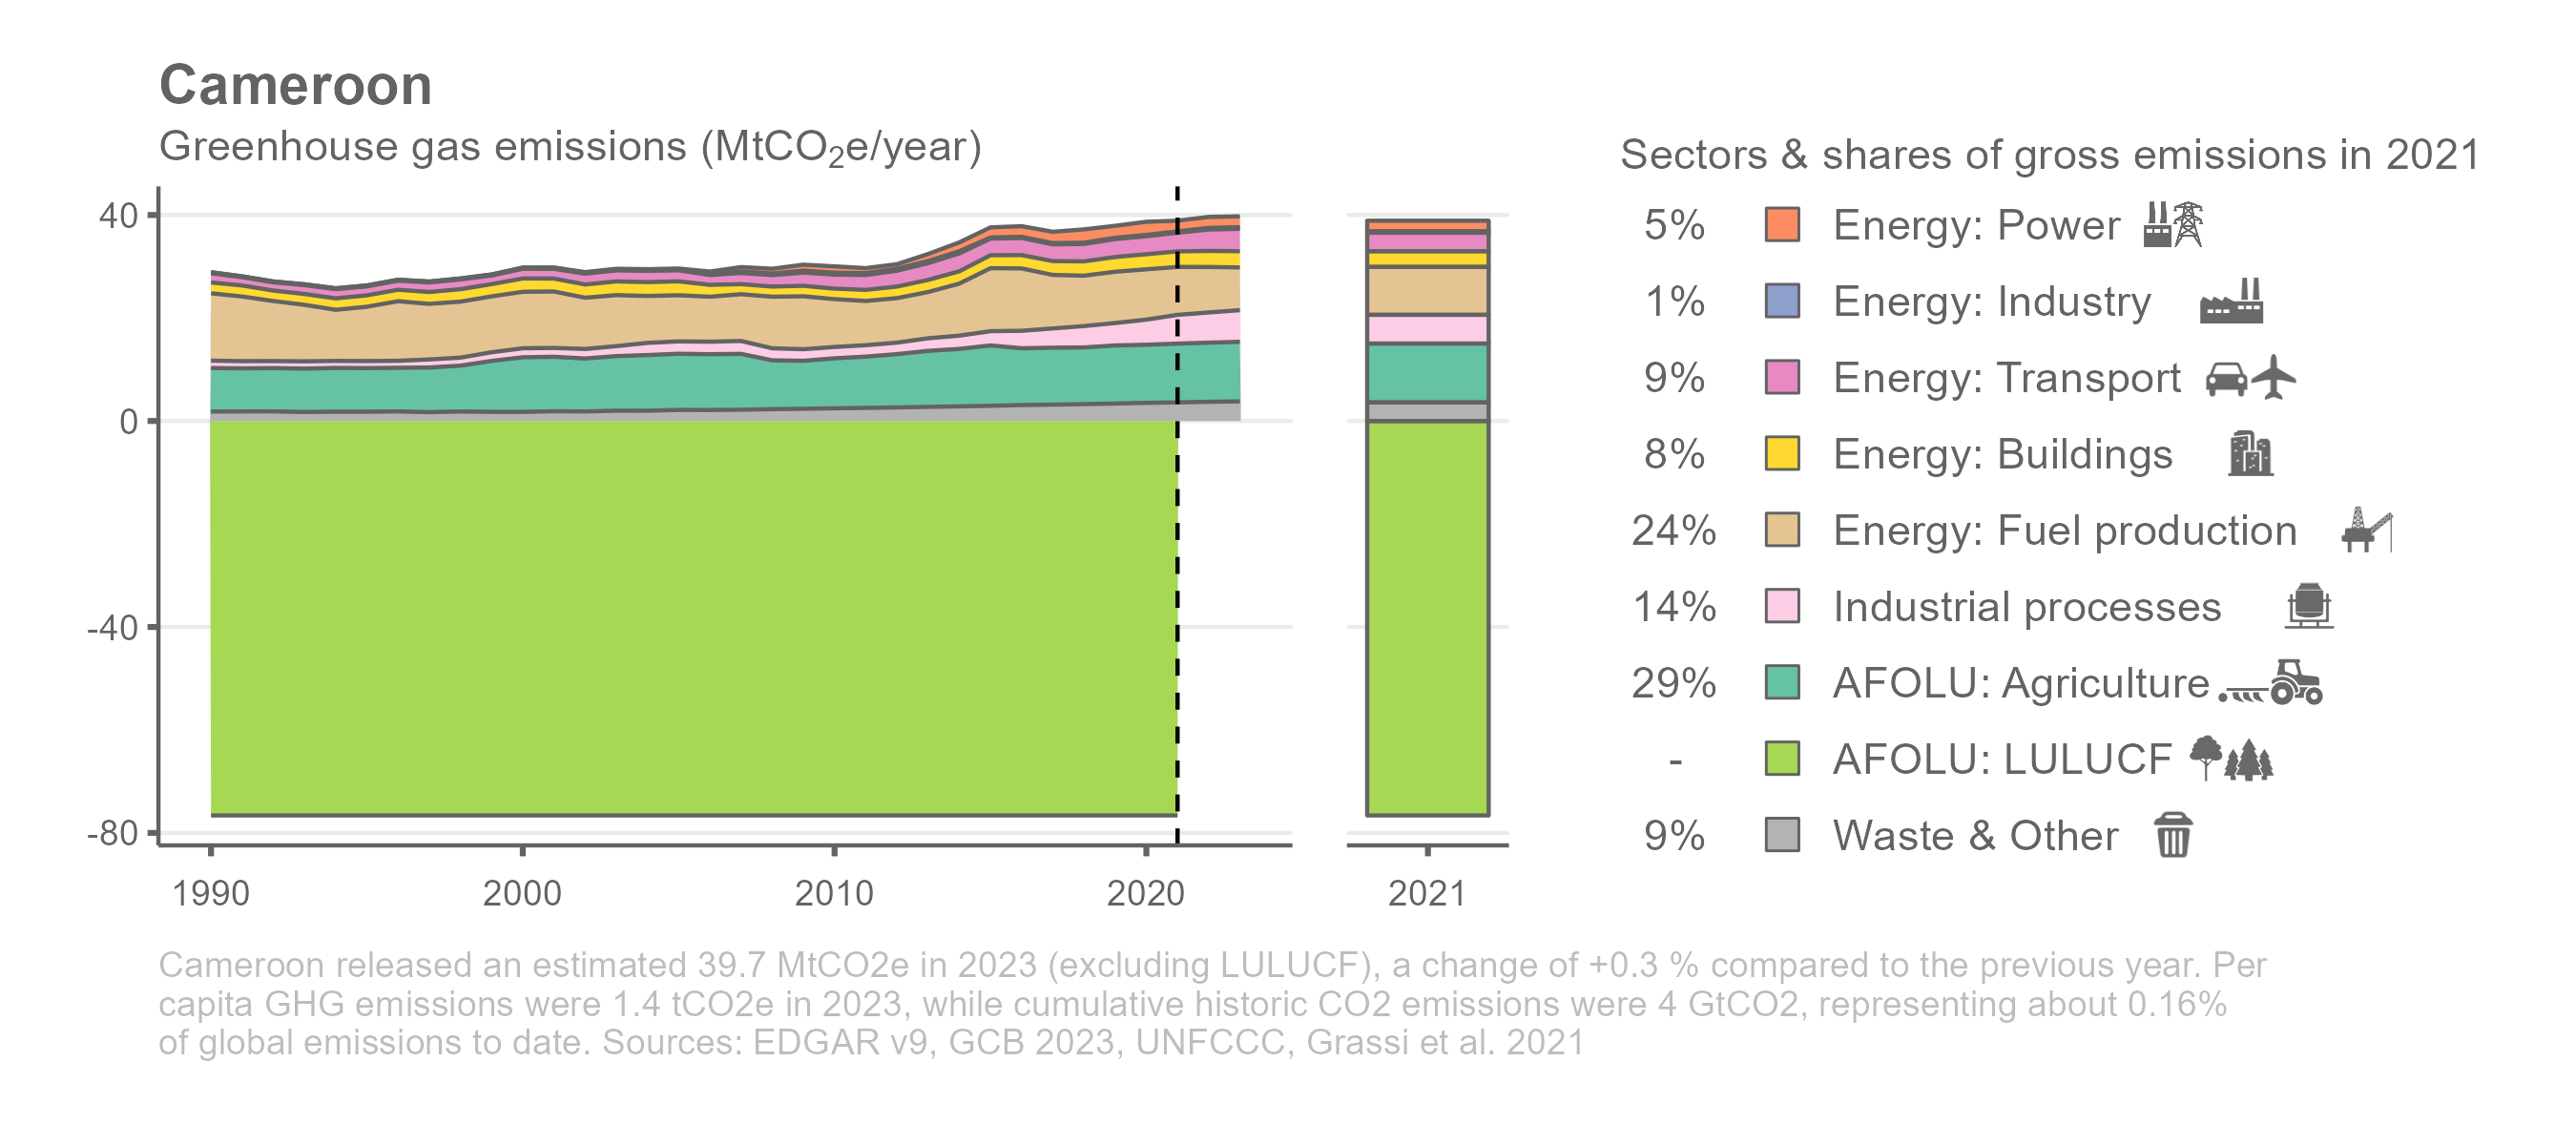 Cameroon
Greenhouse gas emissions (MtCO₂e/year)
40
0
-40
-80
1990 2000 2010 2020
2021
Sectors & shares of gross emissions in 2021
5% Energy: Power
1% Energy: Industry
9% Energy: Transport
8% Energy: Buildings
24% Energy: Fuel production
14% Industrial processes
29% AFOLU: Agriculture
- AFOLU: LULUCF
9% Waste & Other
Cameroon released an estimated 39.7 MtCO2e in 2023 (excluding LULUCF), a change of +0.3 % compared to the previous year. Per
capita GHG emissions were 1.4 tCO2e in 2023, while cumulative historic CO2 emissions were 4 GtCO2, representing about 0.16%
of global emissions to date. Sources: EDGAR v9, GCB 2023, UNFCCC, Grassi et al. 2021